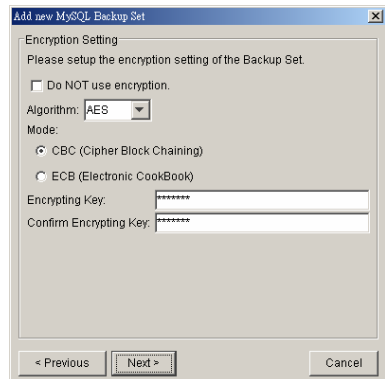 Add new MySQL Backup Set
Encryption Setting
Please setup the encryption setting of the Backup Set.
Do NOT use encryption.
Algorithm: AES
Mode:
CBC (Cipher Block Chaining)
ECB (Electronic CookBook)
Encrypting Key: *******
Confirm Encrypting Key: *******
< Previous Next > Cancel